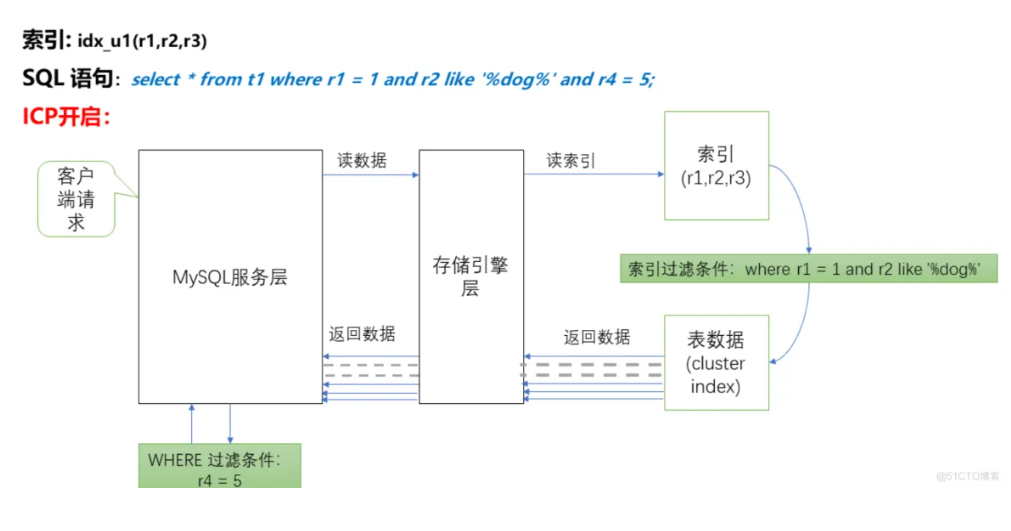 索引: idx_u1(r1,r2,r3)
SQL 语句：select * from t1 where r1 = 1 and r2 like '%dog%' and r4 = 5;
ICP开启：
客户
端请
求
读数据
读索引
索引
(r1,r2,r3)
MySQL服务层
存储引擎
层
索引过滤条件：where r1 = 1 and r2 like '%dog%'
返回数据
返回数据
表数据
(cluster
index)
WHERE 过滤条件：
r4 = 5
@51CTO博客